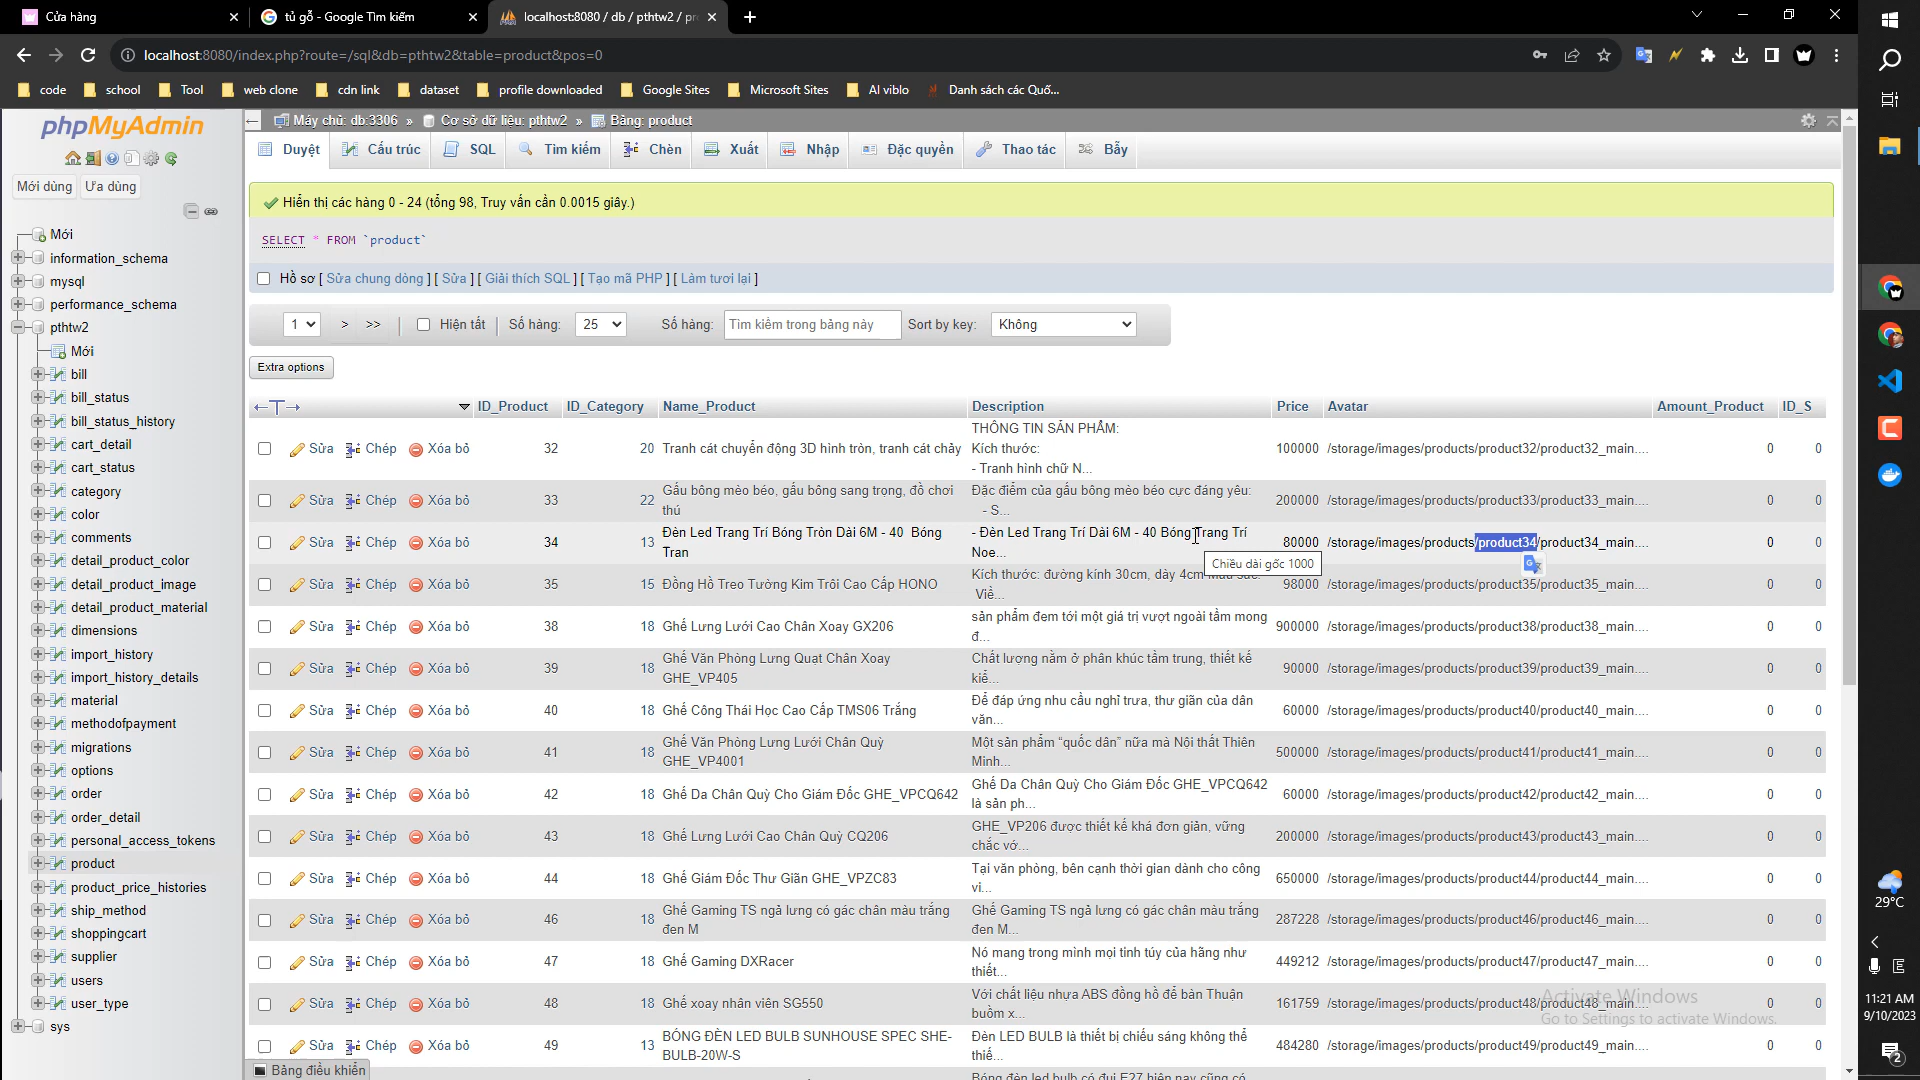 Cửa hàng
tủ gỗ - Google Tìm kiếm
localhost:8080 / db / pthtw2 / pr
localhost:8080/index.php?route=/sql&db=pthtw2&table=product&pos=0
code school Tool web clone cdn link dataset profile downloaded Google Sites Microsoft Sites AI viblo Danh sách các Quố...
phpMyAdmin
Mới dùng Ưa dùng
Mới
information_schema
mysql
performance_schema
pthtw2
Mới
bill
bill_status
bill_status_history
cart_detail
cart_status
category
color
comments
detail_product_color
detail_product_image
detail_product_material
dimensions
import_history
import_history_details
material
methodofpayment
migrations
options
order
order_detail
personal_access_tokens
product
product_price_histories
ship_method
shoppingcart
supplier
users
user_type
sys
Máy chủ: db:3306 » Cơ sở dữ liệu: pthtw2 » Bảng: product
Duyệt Cấu trúc SQL Tìm kiếm Chèn Xuất Nhập Đặc quyền Thao tác Bẫy
Hiển thị các hàng 0 - 24 (tổng 98, Truy vấn cần 0.0015 giây.)
SELECT * FROM `product`
Hồ sơ [ Sửa chung dòng ] [ Sửa ] [ Giải thích SQL ] [ Tạo mã PHP ] [ Làm tươi lại ]
1 > >> Hiện tất Số hàng: 25 Số hàng: Tìm kiếm trong bảng này Sort by key: Không
Extra options
←T→ ID_Product ID_Category Name_Product Description Price Avatar Amount_Product ID_S
THÔNG TIN SẢN PHẨM:
Sửa Chép Xóa bỏ 32 20 Tranh cát chuyển động 3D hình tròn, tranh cát chảy Kích thước: 100000 /storage/images/products/product32/product32_main.... 0 0
- Tranh hình chữ N...
Gấu bông mèo béo, gấu bông sang trọng, đồ chơi Đặc điểm của gấu bông mèo béo cực đáng yêu:
Sửa Chép Xóa bỏ 33 22 200000 /storage/images/products/product33/product33_main.... 0 0
thú - S...
Đèn Led Trang Trí Bóng Tròn Dài 6M - 40 Bóng - Đèn Led Trang Trí Dài 6M - 40 Bóng Trang Trí
Sửa Chép Xóa bỏ 34 13 80000 /storage/images/products/product34/product34_main.... 0 0
Tran Noe...
Chiều dài gốc 1000
Kích thước: đường kính 30cm, dày 4cm
Sửa Chép Xóa bỏ 35 15 Đồng Hồ Treo Tường Kim Trôi Cao Cấp HONO 98000 /storage/images/products/product35/product35_main.... 0 0
Viề...
sản phẩm đem tới một giá trị vượt ngoài tầm mong
Sửa Chép Xóa bỏ 38 18 Ghế Lưng Lưới Cao Chân Xoay GX206 900000 /storage/images/products/product38/product38_main.... 0 0
đ...
Ghế Văn Phòng Lưng Quạt Chân Xoay Chất lượng nằm ở phân khúc tầm trung, thiết kế
Sửa Chép Xóa bỏ 39 18 90000 /storage/images/products/product39/product39_main.... 0 0
GHE_VP405 kiể...
Để đáp ứng nhu cầu nghỉ trưa, thư giãn của dân
Sửa Chép Xóa bỏ 40 18 Ghế Công Thái Học Cao Cấp TMS06 Trắng 60000 /storage/images/products/product40/product40_main.... 0 0
văn...
Ghế Văn Phòng Lưng Lưới Chân Quỳ Một sản phẩm “quốc dân” nữa mà Nội thất Thiên
Sửa Chép Xóa bỏ 41 18 500000 /storage/images/products/product41/product41_main.... 0 0
GHE_VP4001 Minh...
Ghế Da Chân Quỳ Cho Giám Đốc GHE_VPCQ642
Sửa Chép Xóa bỏ 42 18 Ghế Da Chân Quỳ Cho Giám Đốc GHE_VPCQ642 60000 /storage/images/products/product42/product42_main.... 0 0
là sản ph...
GHE_VP206 được thiết kế khá đơn giản, vững
Sửa Chép Xóa bỏ 43 18 Ghế Lưng Lưới Cao Chân Quỳ CQ206 200000 /storage/images/products/product43/product43_main.... 0 0
chắc vớ...
Tại văn phòng, bên cạnh thời gian dành cho công
Sửa Chép Xóa bỏ 44 18 Ghế Giám Đốc Thư Giãn GHE_VPZC83 650000 /storage/images/products/product44/product44_main.... 0 0
vi...
Ghế Gaming TS ngả lưng có gác chân màu trắng Ghế Gaming TS ngả lưng có gác chân màu trắng
Sửa Chép Xóa bỏ 46 18 287228 /storage/images/products/product46/product46_main.... 0 0
đen M đen M...
Nó mang trong mình mọi tinh túy của hãng như
Sửa Chép Xóa bỏ 47 18 Ghế Gaming DXRacer 449212 /storage/images/products/product47/product47_main.... 0 0
thiết...
Với chất liệu nhựa ABS đồng hồ để bàn Thuận
Sửa Chép Xóa bỏ 48 18 Ghế xoay nhân viên SG550 161759 /storage/images/products/product48/product48_main.... 0 0
buồm x...
BÓNG ĐÈN LED BULB SUNHOUSE SPEC SHE- Đèn LED BULB là thiết bị chiếu sáng không thể
Sửa Chép Xóa bỏ 49 13 484280 /storage/images/products/product49/product49_main.... 0 0
BULB-20W-S thiế...
Bóng đèn led bulb có đui E27 hiện nay cũng có
Bảng điều khiển
Activate Windows
Go to Settings to activate Windows.
29°C
11:21 AM
9/10/2023
2